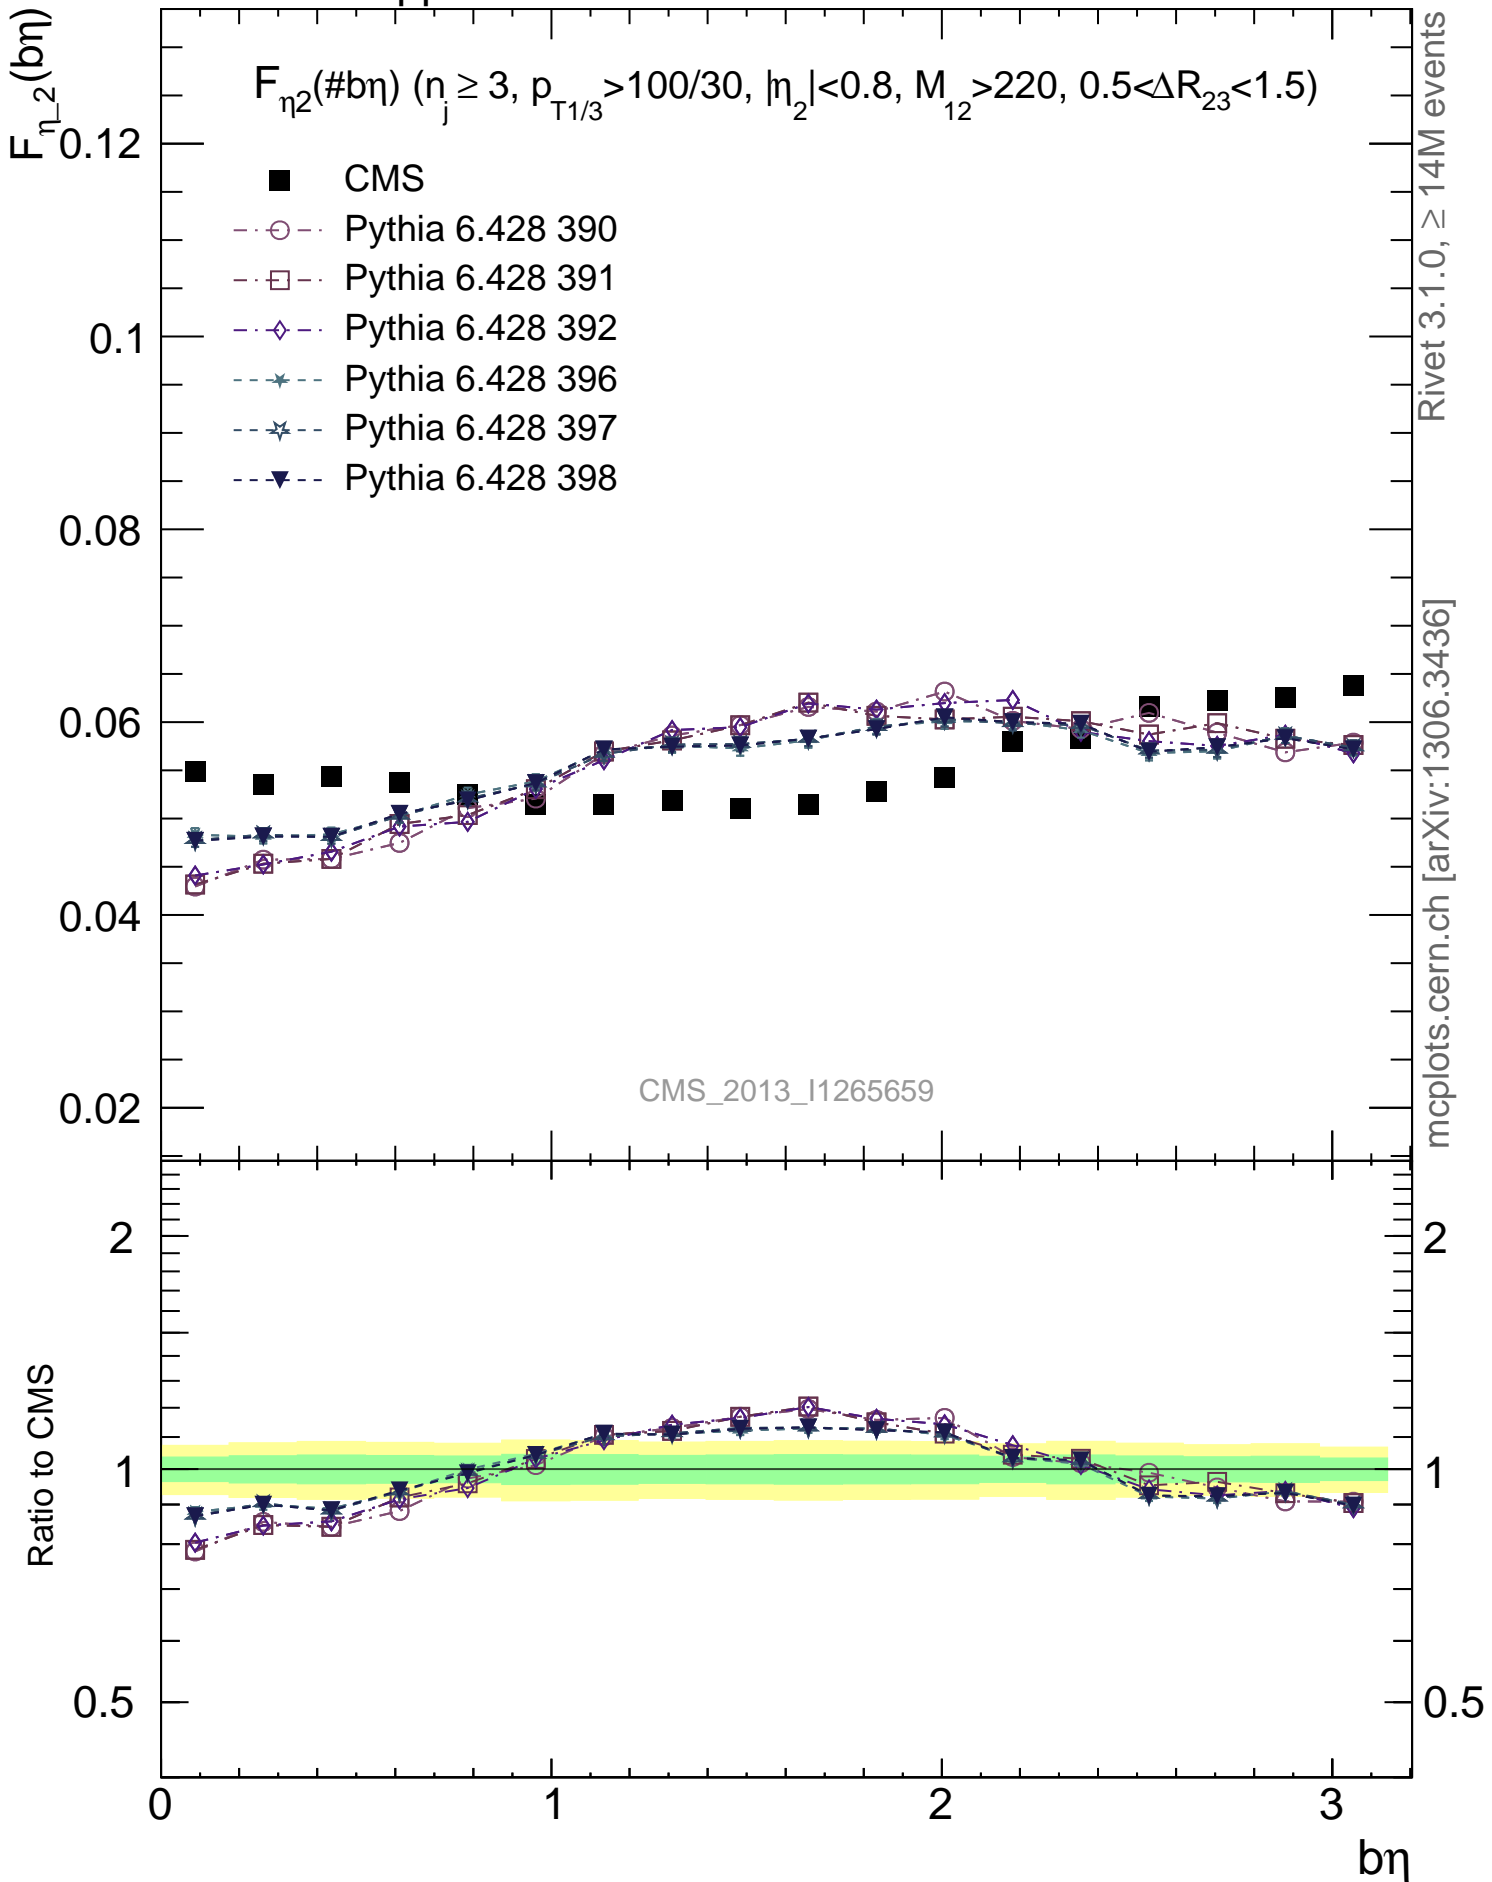 F_η_2(bη)
F_η2(#bη) (n_j ≥ 3, p_T1/3>100/30, |η_2|<0.8, M_12>220, 0.5<ΔR_23<1.5)
CMS
Pythia 6.428 390
Pythia 6.428 391
Pythia 6.428 392
Pythia 6.428 396
Pythia 6.428 397
Pythia 6.428 398
0.12
0.1
0.08
0.06
0.04
0.02
CMS_2013_I1265659
Rivet 3.1.0, ≥ 14M events
mcplots.cern.ch [arXiv:1306.3436]
Ratio to CMS
2
1
0.5
2
1
0.5
0
1
2
3
bη